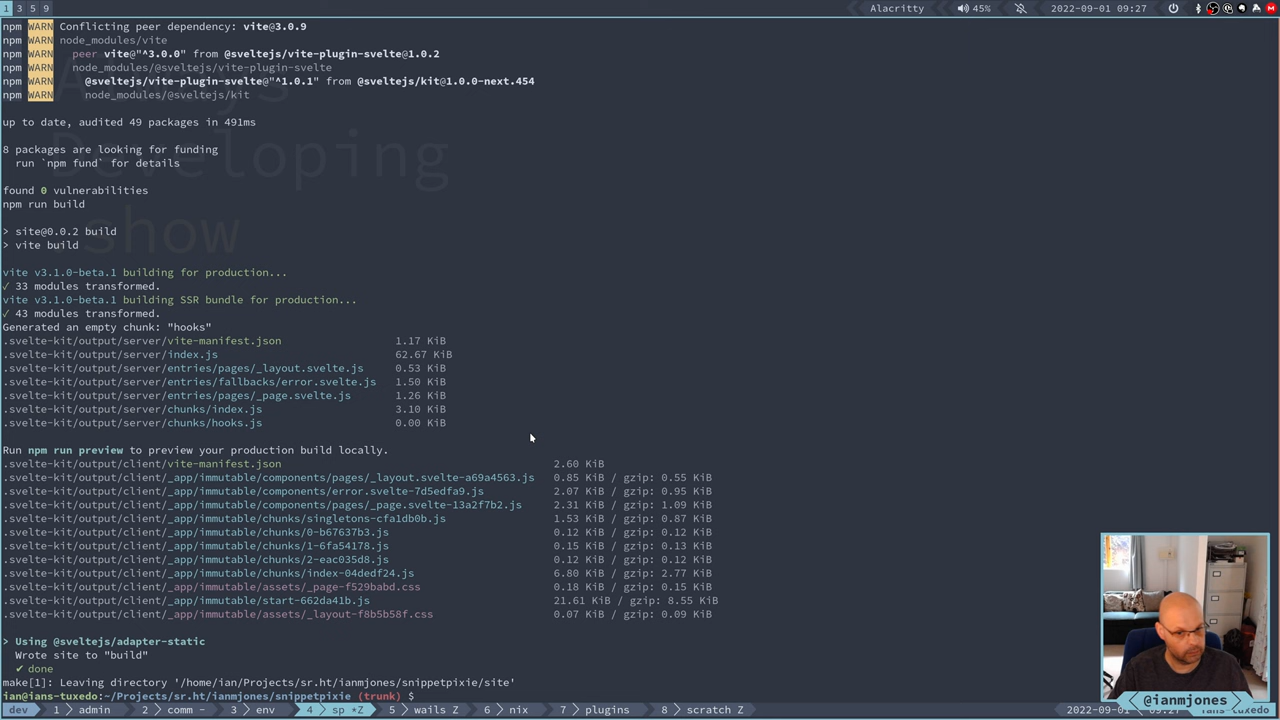 1 3 5 9
Alacritty 45% 2022-09-01 09:27
npm WARN Conflicting peer dependency: vite@3.0.9
npm WARN node_modules/vite
npm WARN   peer vite@"^3.0.0" from @sveltejs/vite-plugin-svelte@1.0.2
npm WARN   node_modules/@sveltejs/vite-plugin-svelte
npm WARN     @sveltejs/vite-plugin-svelte@"^1.0.1" from @sveltejs/kit@1.0.0-next.454
npm WARN     node_modules/@sveltejs/kit
Developing
show
up to date, audited 49 packages in 491ms
8 packages are looking for funding
  run `npm fund` for details
found 0 vulnerabilities
npm run build
> site@0.0.2 build
> vite build
vite v3.1.0-beta.1 building for production...
✓ 33 modules transformed.
vite v3.1.0-beta.1 building SSR bundle for production...
✓ 43 modules transformed.
Generated an empty chunk: "hooks"
.svelte-kit/output/server/vite-manifest.json 1.17 KiB
.svelte-kit/output/server/index.js 62.67 KiB
.svelte-kit/output/server/entries/pages/_layout.svelte.js 0.53 KiB
.svelte-kit/output/server/entries/fallbacks/error.svelte.js 1.50 KiB
.svelte-kit/output/server/entries/pages/_page.svelte.js 1.26 KiB
.svelte-kit/output/server/chunks/index.js 3.10 KiB
.svelte-kit/output/server/chunks/hooks.js 0.00 KiB
Run npm run preview to preview your production build locally.
.svelte-kit/output/client/vite-manifest.json 2.60 KiB
.svelte-kit/output/client/_app/immutable/components/pages/_layout.svelte-a69a4563.js 0.85 KiB / gzip: 0.55 KiB
.svelte-kit/output/client/_app/immutable/components/error.svelte-7d5edfa9.js 2.07 KiB / gzip: 0.95 KiB
.svelte-kit/output/client/_app/immutable/components/pages/_page.svelte-13a2f7b2.js 2.31 KiB / gzip: 1.09 KiB
.svelte-kit/output/client/_app/immutable/chunks/singletons-cfa1db0b.js 1.53 KiB / gzip: 0.87 KiB
.svelte-kit/output/client/_app/immutable/chunks/0-b67637b3.js 0.12 KiB / gzip: 0.12 KiB
.svelte-kit/output/client/_app/immutable/chunks/1-6fa54178.js 0.15 KiB / gzip: 0.13 KiB
.svelte-kit/output/client/_app/immutable/chunks/2-eac035d8.js 0.12 KiB / gzip: 0.12 KiB
.svelte-kit/output/client/_app/immutable/chunks/index-04dedf24.js 6.80 KiB / gzip: 2.77 KiB
.svelte-kit/output/client/_app/immutable/assets/_page-f529babd.css 0.18 KiB / gzip: 0.15 KiB
.svelte-kit/output/client/_app/immutable/start-662da41b.js 21.61 KiB / gzip: 8.55 KiB
.svelte-kit/output/client/_app/immutable/assets/_layout-f8b5b58f.css 0.07 KiB / gzip: 0.09 KiB
> Using @sveltejs/adapter-static
  Wrote site to "build"
  ✔ done
make[1]: Leaving directory '/home/ian/Projects/sr.ht/ianmjones/snippetpixie/site'
ian@ians-tuxedo:~/Projects/sr.ht/ianmjones/snippetpixie (trunk) $
@ianmjones
dev 1 admin 2 comm - 3 env 4 sp *Z 5 wails Z 6 nix 7 plugins 8 scratch Z 2022-09-01 ians-tuxedo